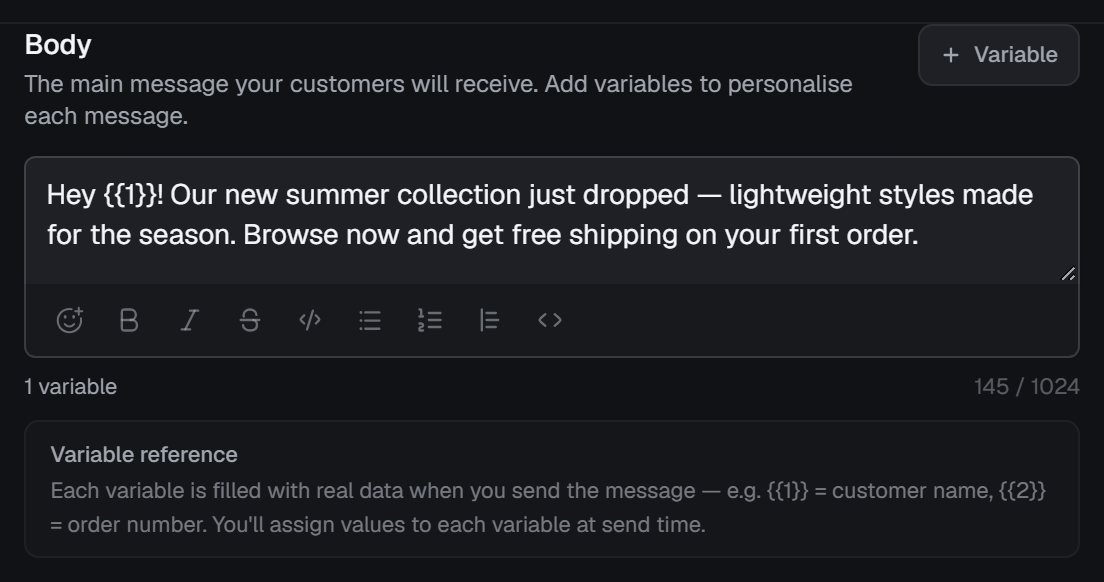 Body
+ Variable
The main message your customers will receive. Add variables to personalise
each message.
Hey {{1}}! Our new summer collection just dropped — lightweight styles made
for the season. Browse now and get free shipping on your first order.
1 variable
145 / 1024
Variable reference
Each variable is filled with real data when you send the message — e.g. {{1}} = customer name, {{2}}
= order number. You'll assign values to each variable at send time.